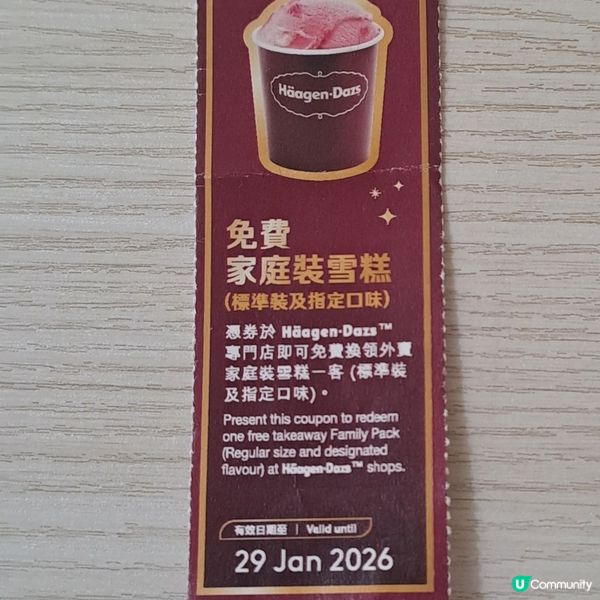 Häagen-Dazs
免費
家庭裝雪糕
(標準裝及指定口味)
憑券於 Häagen-Dazs™
專門店即可免費換領外賣
家庭裝雪糕一客 (標準裝
及指定口味)。
Present this coupon to redeem
one free takeaway Family Pack
(Regular size and designated
flavour) at Häagen-Dazs™ shops.
有效日期至 | Valid until
29 Jan 2026
U Community